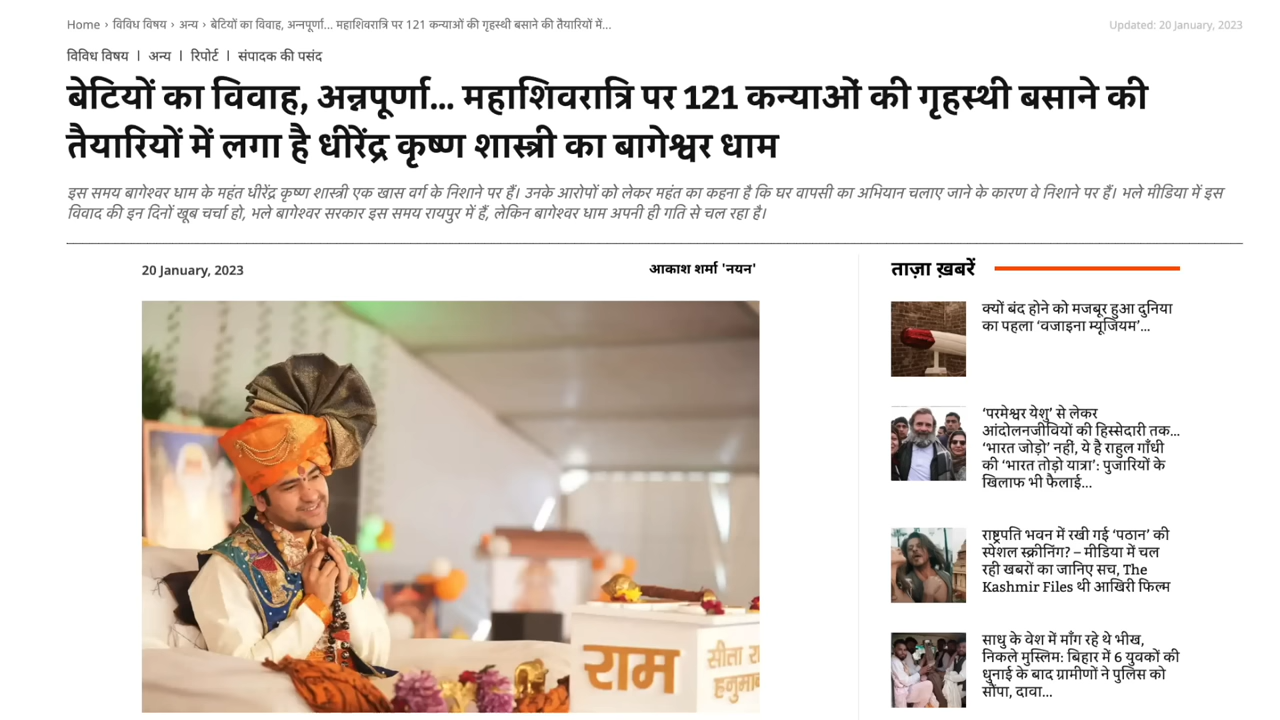 Home › विविध विषय › अन्य › बेटियों का विवाह, अन्नपूर्णा... महाशिवरात्रि पर 121 कन्याओं की गृहस्थी बसाने की तैयारियों में...
Updated: 20 January, 2023
विविध विषय | अन्य | रिपोर्ट | संपादक की पसंद
बेटियों का विवाह, अन्नपूर्णा... महाशिवरात्रि पर 121 कन्याओं की गृहस्थी बसाने की
तैयारियों में लगा है धीरेंद्र कृष्ण शास्त्री का बागेश्वर धाम
इस समय बागेश्वर धाम के महंत धीरेंद्र कृष्ण शास्त्री एक खास वर्ग के निशाने पर हैं। उनके आरोपों को लेकर महंत का कहना है कि घर वापसी का अभियान चलाए जाने के कारण वे निशाने पर हैं। भले मीडिया में इस
विवाद की इन दिनों खूब चर्चा हो, भले बागेश्वर सरकार इस समय रायपुर में हैं, लेकिन बागेश्वर धाम अपनी ही गति से चल रहा है।
20 January, 2023
आकाश शर्मा 'नयन'
राम
सीता
ताज़ा ख़बरें
क्यों बंद होने को मजबूर हुआ दुनिया
का पहला ‘वजाइना म्यूजियम’...
‘परमेश्वर येशु’ से लेकर
आंदोलनजीवियों की हिस्सेदारी तक...
‘भारत जोड़ो’ नहीं, ये है राहुल गाँधी
की ‘भारत तोड़ो यात्रा’: पुजारियों के
खिलाफ भी फैलाई...
राष्ट्रपति भवन में रखी गई ‘पठान’ की
स्पेशल स्क्रीनिंग? – मीडिया में चल
रही खबरों का जानिए सच, The
Kashmir Files थी आखिरी फिल्म
साधु के वेश में माँग रहे थे भीख,
निकले मुस्लिम: बिहार में 6 युवकों की
धुनाई के बाद ग्रामीणों ने पुलिस को
सौंपा, दावा...